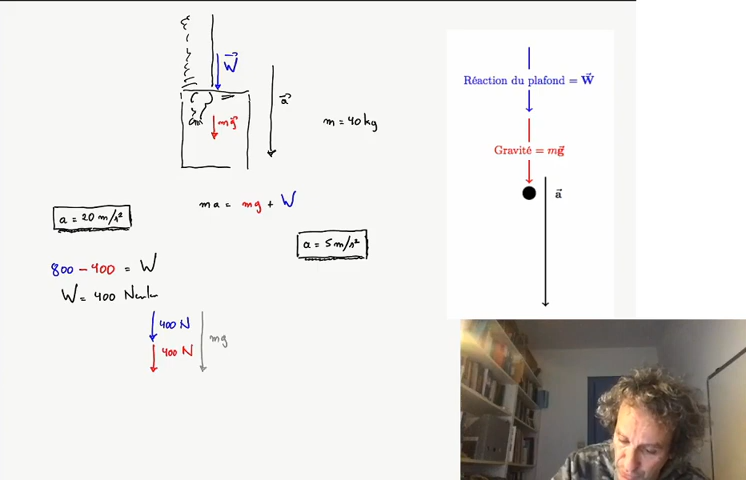 W⃗
a⃗
mg⃗
m = 40 kg
ma = mg + W
a = 20 m/s²
a = 5 m/s²
800 - 400 = W
W = 400 Newton
400 N
400 N
mg
Réaction du plafond = W⃗
Gravité = mg⃗
a⃗